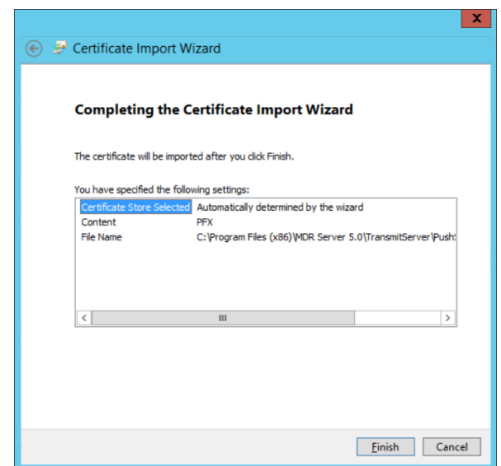 x
Certificate Import Wizard
Completing the Certificate Import Wizard
The certificate will be imported after you click Finish.
You have specified the following settings:
Certificate Store Selected Automatically determined by the wizard
Content PFX
File Name C:\Program Files (x86)\MDR Server 5.0\TransmitServer\Push
Finish Cancel